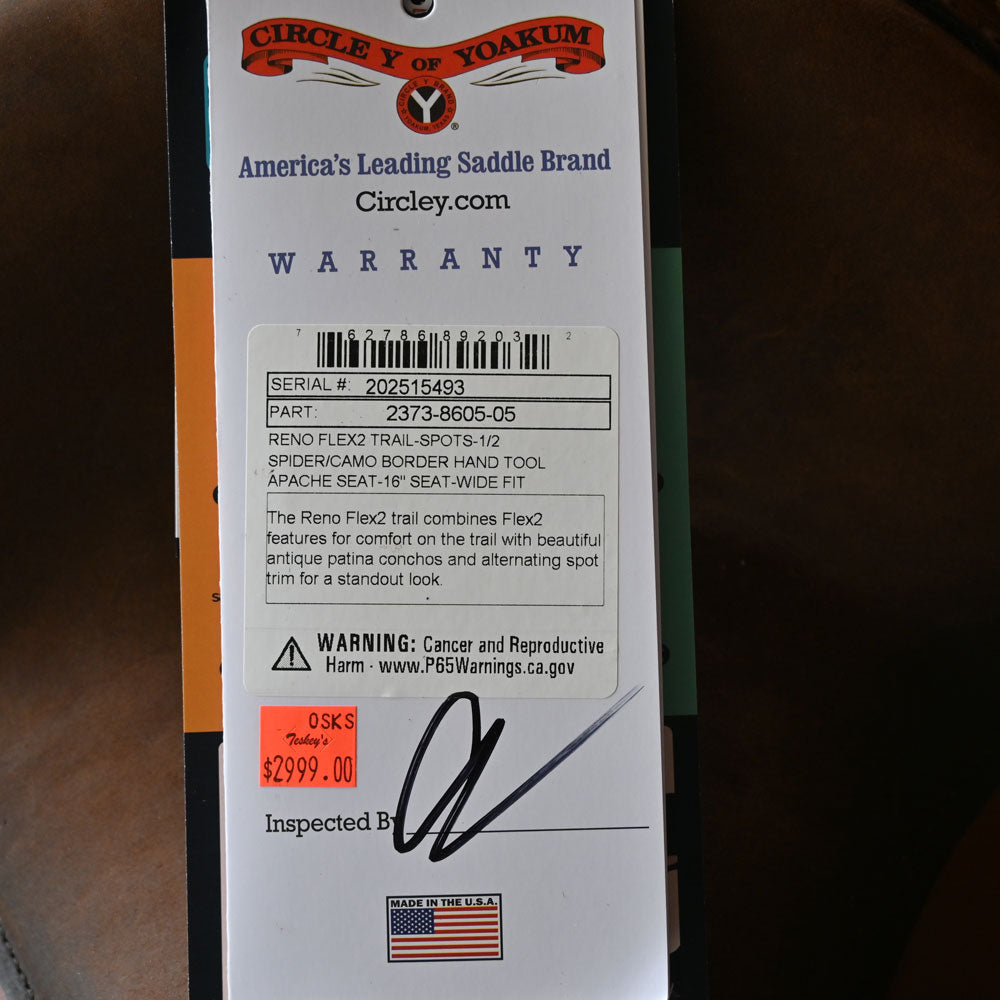 CIRCLE Y OF YOAKUM
CIRCLE Y BRAND
Y
YOAKUM, TEXAS
®
America's Leading Saddle Brand
Circley.com
WARRANTY
7 62786 89203 2
SERIAL #: 202515493
PART: 2373-8605-05
RENO FLEX2 TRAIL-SPOTS-1/2
SPIDER/CAMO BORDER HAND TOOL
APACHE SEAT-16" SEAT-WIDE FIT
The Reno Flex2 trail combines Flex2
features for comfort on the trail with beautiful
antique patina conchos and alternating spot
trim for a standout look.
WARNING: Cancer and Reproductive
Harm - www.P65Warnings.ca.gov
OSKS
Teskey's
$2999.00
Inspected By
MADE IN THE U.S.A.